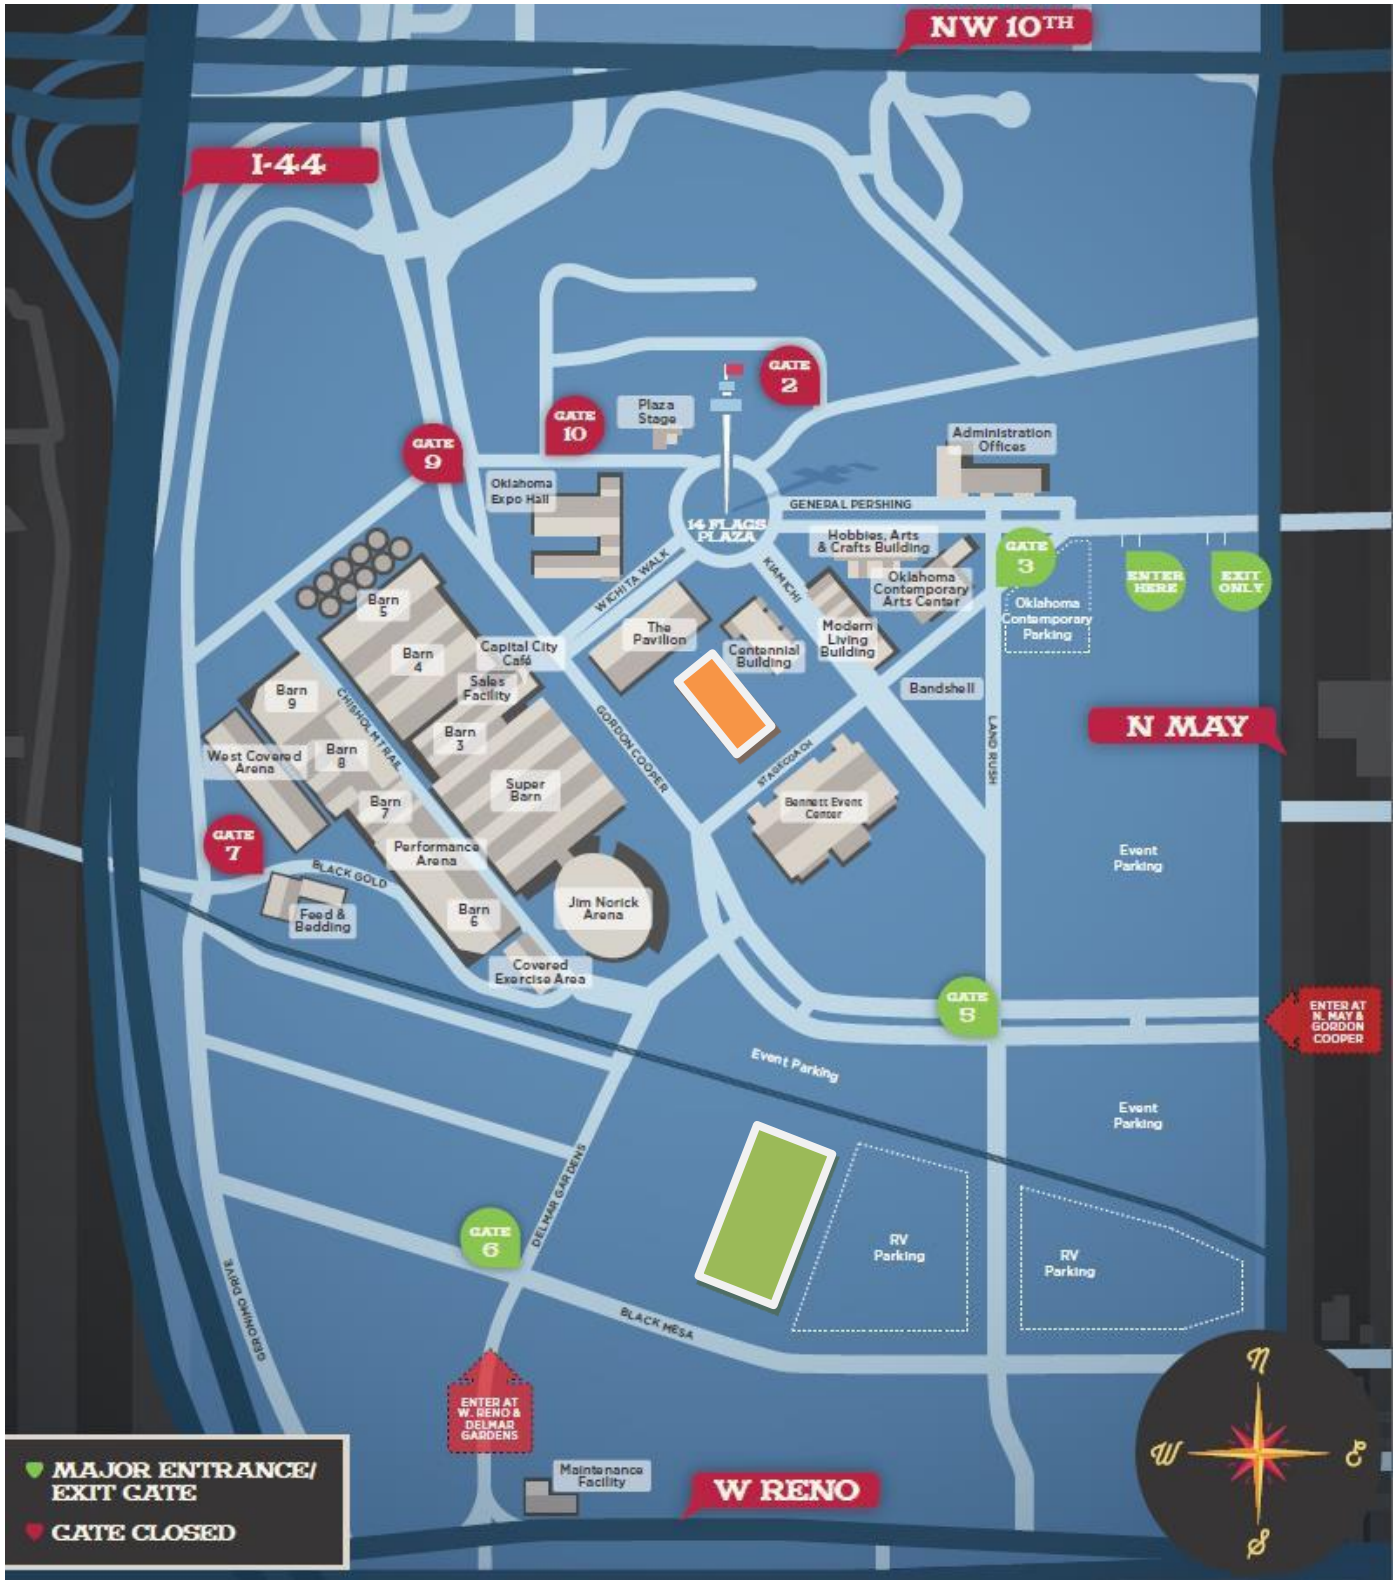 NW 10TH
I-44
GATE
2
Plaza
Stage
GATE
10
GATE
9
Administration
Offices
Oklahoma
Expo Hall
GENERAL PERSHING
14 FLAGS
PLAZA
Hobbies, Arts
& Crafts Building
GATE
3
ENTER
HERE
EXIT
ONLY
WICHITA WALK
KIAMICHI
Oklahoma
Contemporary
Arts Center
Oklahoma
Contemporary
Parking
Barn
5
The
Pavilion
Modern
Living
Building
Centennial
Building
Barn
4
Capital City
Café
Sales
Facility
Bandshell
Barn
9
CHISHOLM TRAIL
GORDON COOPER
LAND RUSH
N MAY
Barn
3
West Covered
Arena
Barn
8
STAGECOACH
Super
Barn
Bennett Event
Center
Barn
7
GATE
7
Performance
Arena
Event
Parking
BLACK GOLD
Feed &
Bedding
Barn
6
Jim Norick
Arena
Covered
Exercise Area
GATE
5
ENTER AT
N. MAY &
GORDON
COOPER
Event Parking
Event
Parking
DELMAR GARDENS
GATE
6
RV
Parking
RV
Parking
GERONIMO DRIVE
BLACK MESA
ENTER AT
W. RENO &
DELMAR
GARDENS
N
W
E
S
MAJOR ENTRANCE/
EXIT GATE
GATE CLOSED
Maintenance
Facility
W RENO